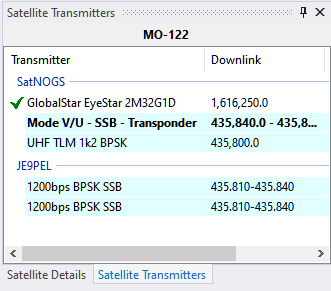 Satellite Transmitters
MO-122
Transmitter Downlink
SatNOGS
GlobalStar EyeStar 2M32G1D 1,616,250.0
Mode V/U - SSB - Transponder 435,840.0 - 435,8...
UHF TLM 1k2 BPSK 435,800.0
JE9PEL
1200bps BPSK SSB 435.810-435.840
1200bps BPSK SSB 435.810-435.840
Satellite Details Satellite Transmitters